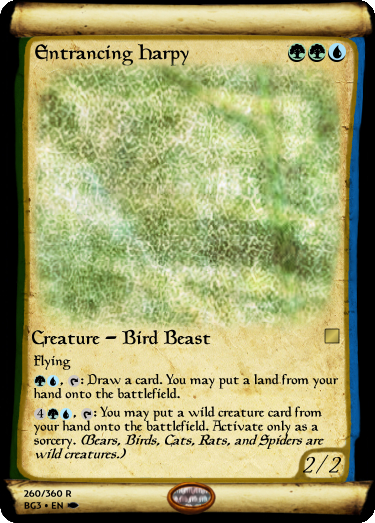 Entrancing Harpy
Creature – Bird Beast
Flying
, : Draw a card. You may put a land from your
hand onto the battlefield.
4 , : You may put a wild creature card from
your hand onto the battlefield. Activate only as a
sorcery. (Bears, Birds, Cats, Rats, and Spiders are
wild creatures.)
2/2
260/360 R
BG3 • EN